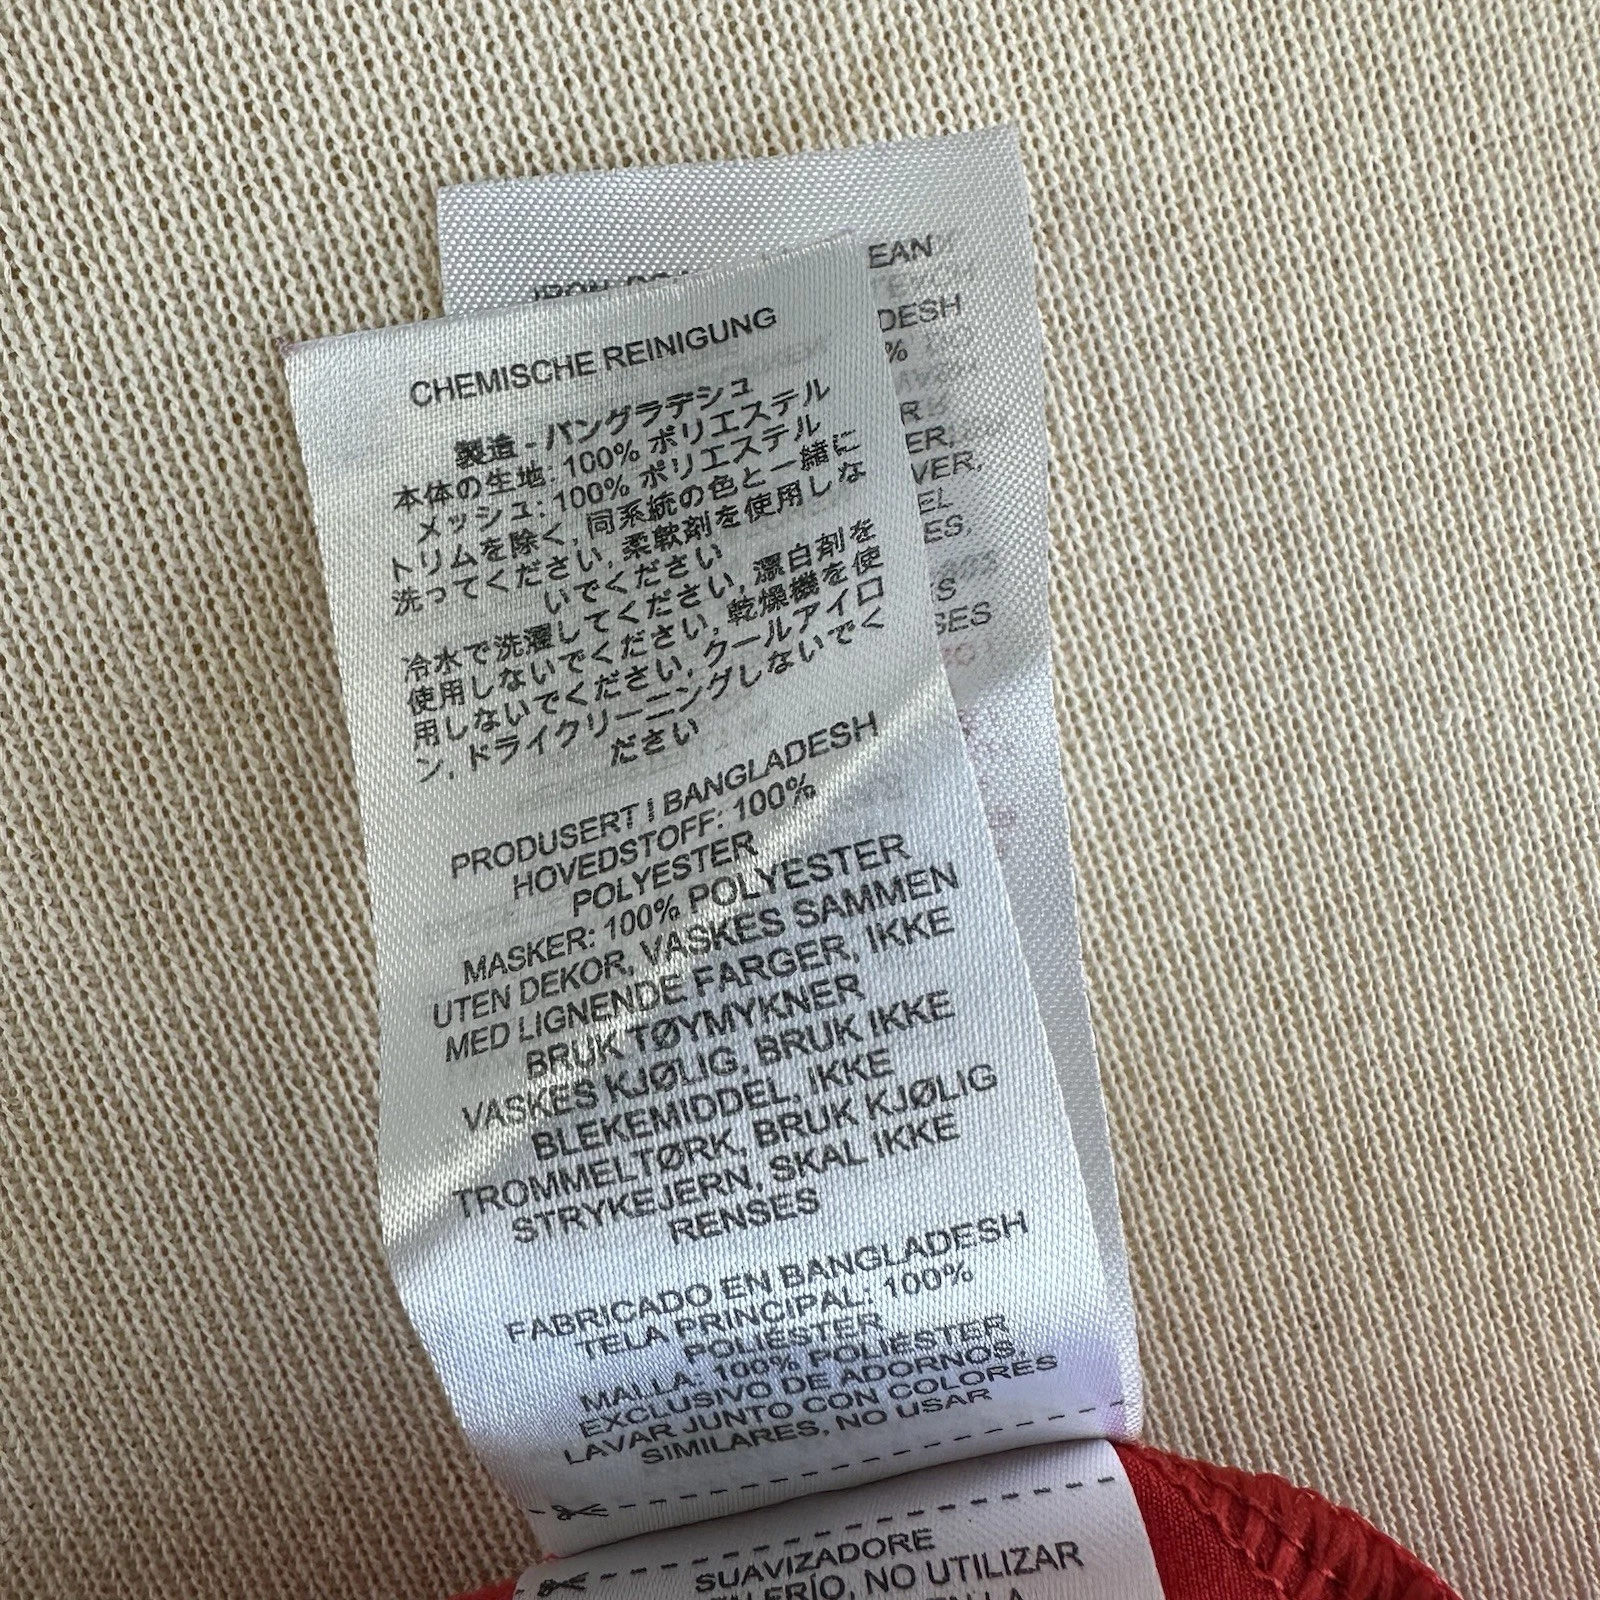 EAN
DESH
%
ER,
VER,
EL
ES,
S
SES
CHEMISCHE REINIGUNG
製造 - バングラデシュ
本体の生地: 100% ポリエステル
メッシュ: 100% ポリエステル
トリムを除く, 同系統の色と一緒に
洗ってください, 柔軟剤を使用しな
いでください
冷水で洗濯してください, 漂白剤を
使用しないでください, 乾燥機を使
用しないでください, クールアイロ
ン, ドライクリーニングしないでく
ださい
PRODUSERT I BANGLADESH
HOVEDSTOFF: 100%
POLYESTER
MASKER: 100% POLYESTER
UTEN DEKOR, VASKES SAMMEN
MED LIGNENDE FARGER, IKKE
BRUK TØYMYKNER
VASKES KJØLIG, BRUK IKKE
BLEKEMIDDEL, IKKE
TROMMELTØRK, BRUK KJØLIG
STRYKEJERN, SKAL IKKE
RENSES
FABRICADO EN BANGLADESH
TELA PRINCIPAL: 100%
POLIÉSTER
MALLA: 100% POLIÉSTER
EXCLUSIVO DE ADORNOS,
LAVAR JUNTO CON COLORES
SIMILARES, NO USAR
SUAVIZADORE
NO UTILIZAR